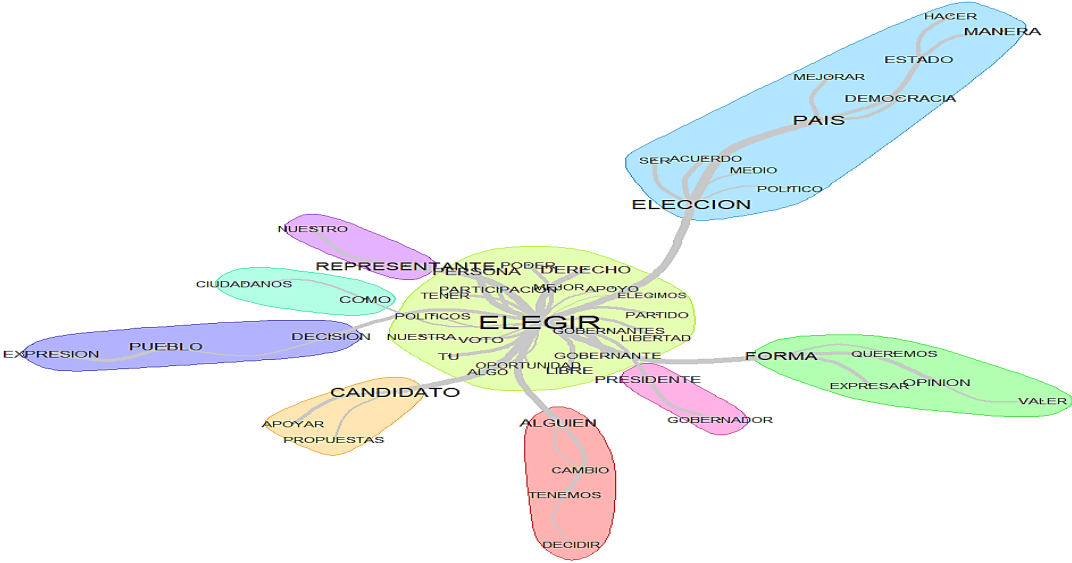 HACER
MANERA
ESTADO
MEJORAR
DEMOCRACIA
PAIS
SER
ACUERDO
MEDIO
POLITICO
ELECCION
NUESTRO
REPRESENTANTE
PERSONA
PODER
DERECHO
CIUDADANOS
COMO
PARTICIPACION
MEJOR
APOYO
TENER
ELEGIMOS
POLITICOS
PARTIDO
ELEGIR
GOBERNANTES
DECISION
NUESTRA
VOTO
LIBERTAD
EXPRESION
PUEBLO
TU
GOBERNANTE
OPORTUNIDAD
ALGO
LIBRE
PRESIDENTE
FORMA
QUEREMOS
EXPRESAR
OPINION
VALER
CANDIDATO
APOYAR
PROPUESTAS
ALGUIEN
GOBERNADOR
CAMBIO
TENEMOS
DECIDIR